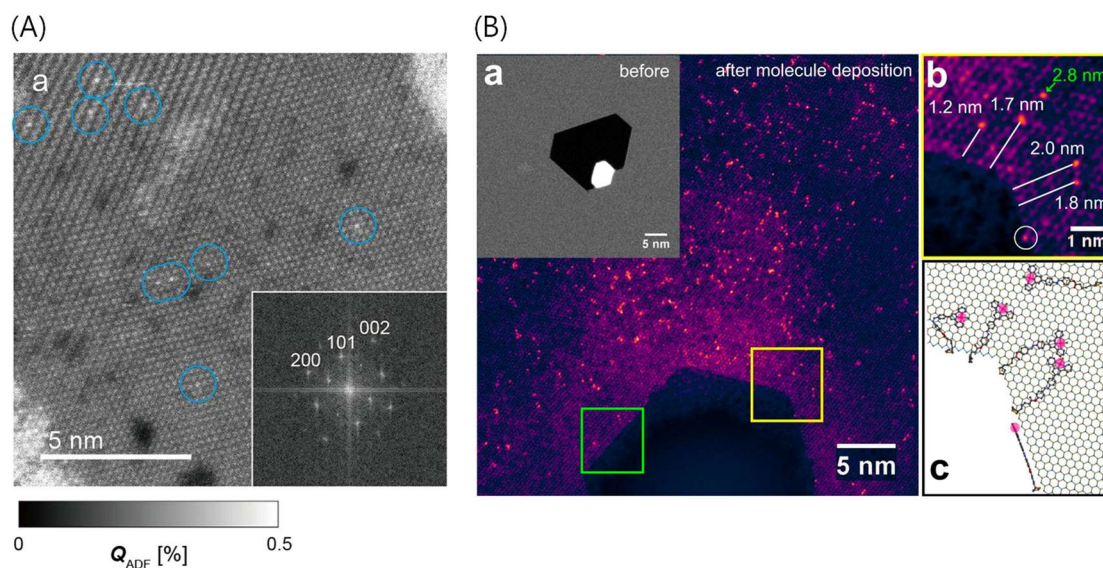 (A)
a
200
101
002
5 nm
0
0.5
Q_ADF [%]
(B)
a
before
after molecule deposition
5 nm
5 nm
b
2.8 nm
1.2 nm
1.7 nm
2.0 nm
1.8 nm
1 nm
c